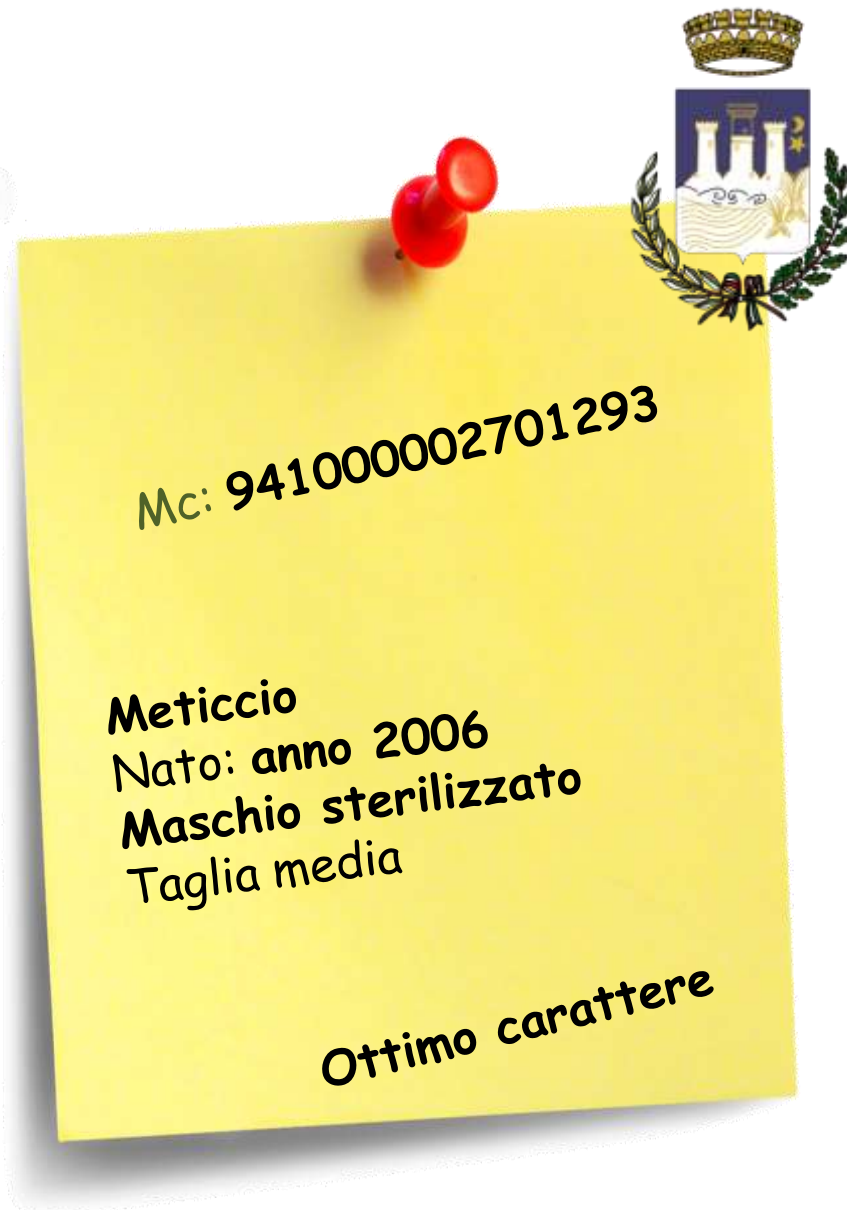 Mc: 941000002701293
Meticcio
Nato: anno 2006
Maschio sterilizzato
Taglia media
Ottimo carattere